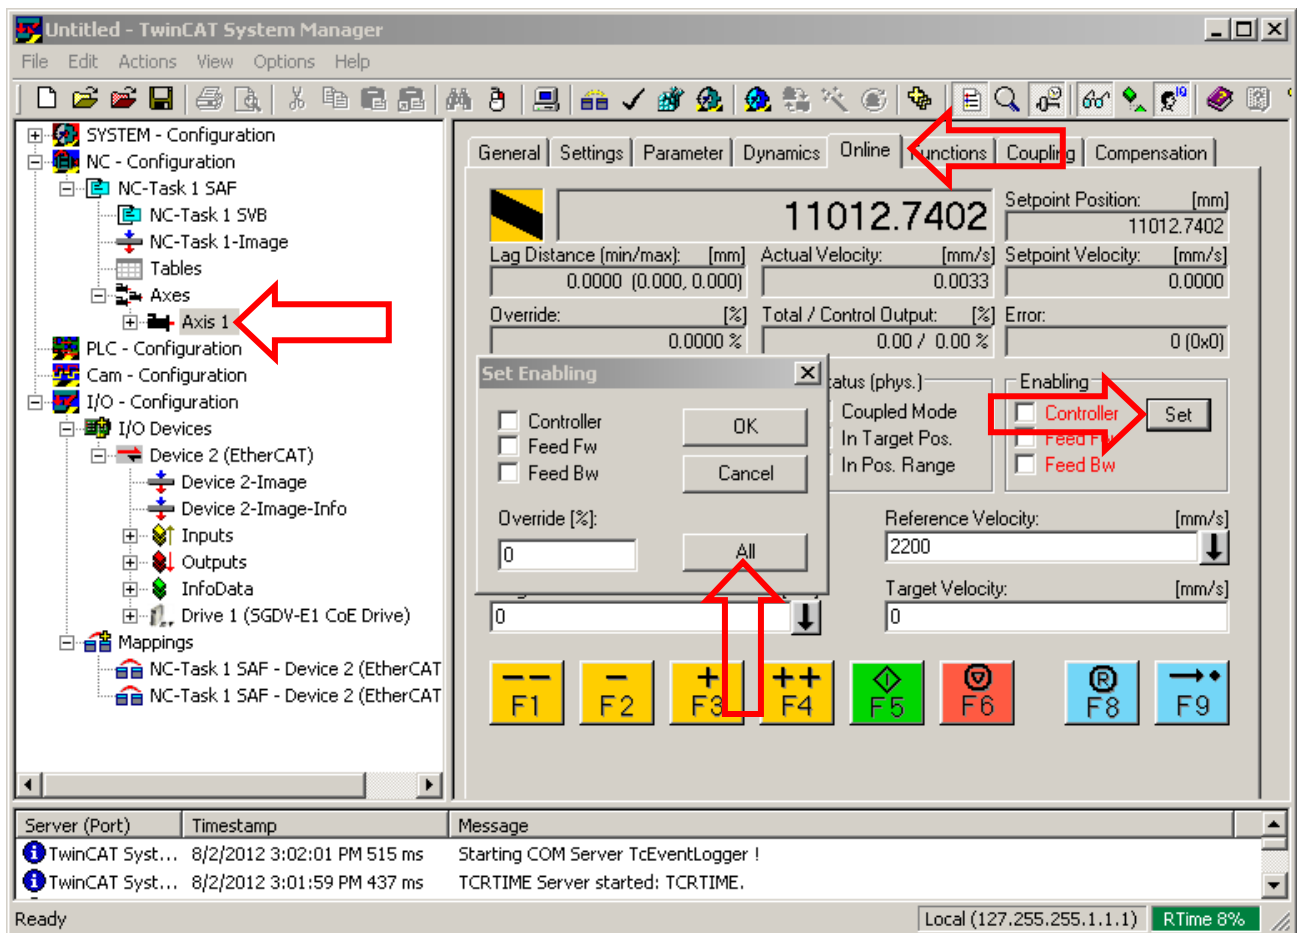 Untitled - TwinCAT System Manager
File Edit Actions View Options Help
SYSTEM - Configuration
NC - Configuration
NC-Task 1 SAF
NC-Task 1 SVB
NC-Task 1-Image
Tables
Axes
Axis 1
PLC - Configuration
Cam - Configuration
I/O - Configuration
I/O Devices
Device 2 (EtherCAT)
Device 2-Image
Device 2-Image-Info
Inputs
Outputs
InfoData
Drive 1 (SGDV-E1 CoE Drive)
Mappings
NC-Task 1 SAF - Device 2 (EtherCAT
NC-Task 1 SAF - Device 2 (EtherCAT
General Settings Parameter Dynamics Online Functions Coupling Compensation
11012.7402
Setpoint Position: [mm]
11012.7402
Lag Distance (min/max): [mm] Actual Velocity: [mm/s] Setpoint Velocity: [mm/s]
0.0000 (0.000, 0.000) 0.0033 0.0000
Override: [%] Total / Control Output: [%] Error:
0.0000 % 0.00 / 0.00 % 0 (0x0)
Set Enabling
Controller
Feed Fw
Feed Bw
OK
Cancel
Override [%]:
0
All
(phys.)
Coupled Mode
In Target Pos.
In Pos. Range
Enabling
Controller
Feed Fw
Feed Bw
Set
Reference Velocity: [mm/s]
2200
Target Velocity: [mm/s]
0 0
-- - + ++ R
F1 F2 F3 F4 F5 F6 F8 F9
Server (Port) Timestamp Message
TwinCAT Syst... 8/2/2012 3:02:01 PM 515 ms Starting COM Server TcEventLogger !
TwinCAT Syst... 8/2/2012 3:01:59 PM 437 ms TCRTIME Server started: TCRTIME.
Ready Local (127.255.255.1.1.1) RTime 8%